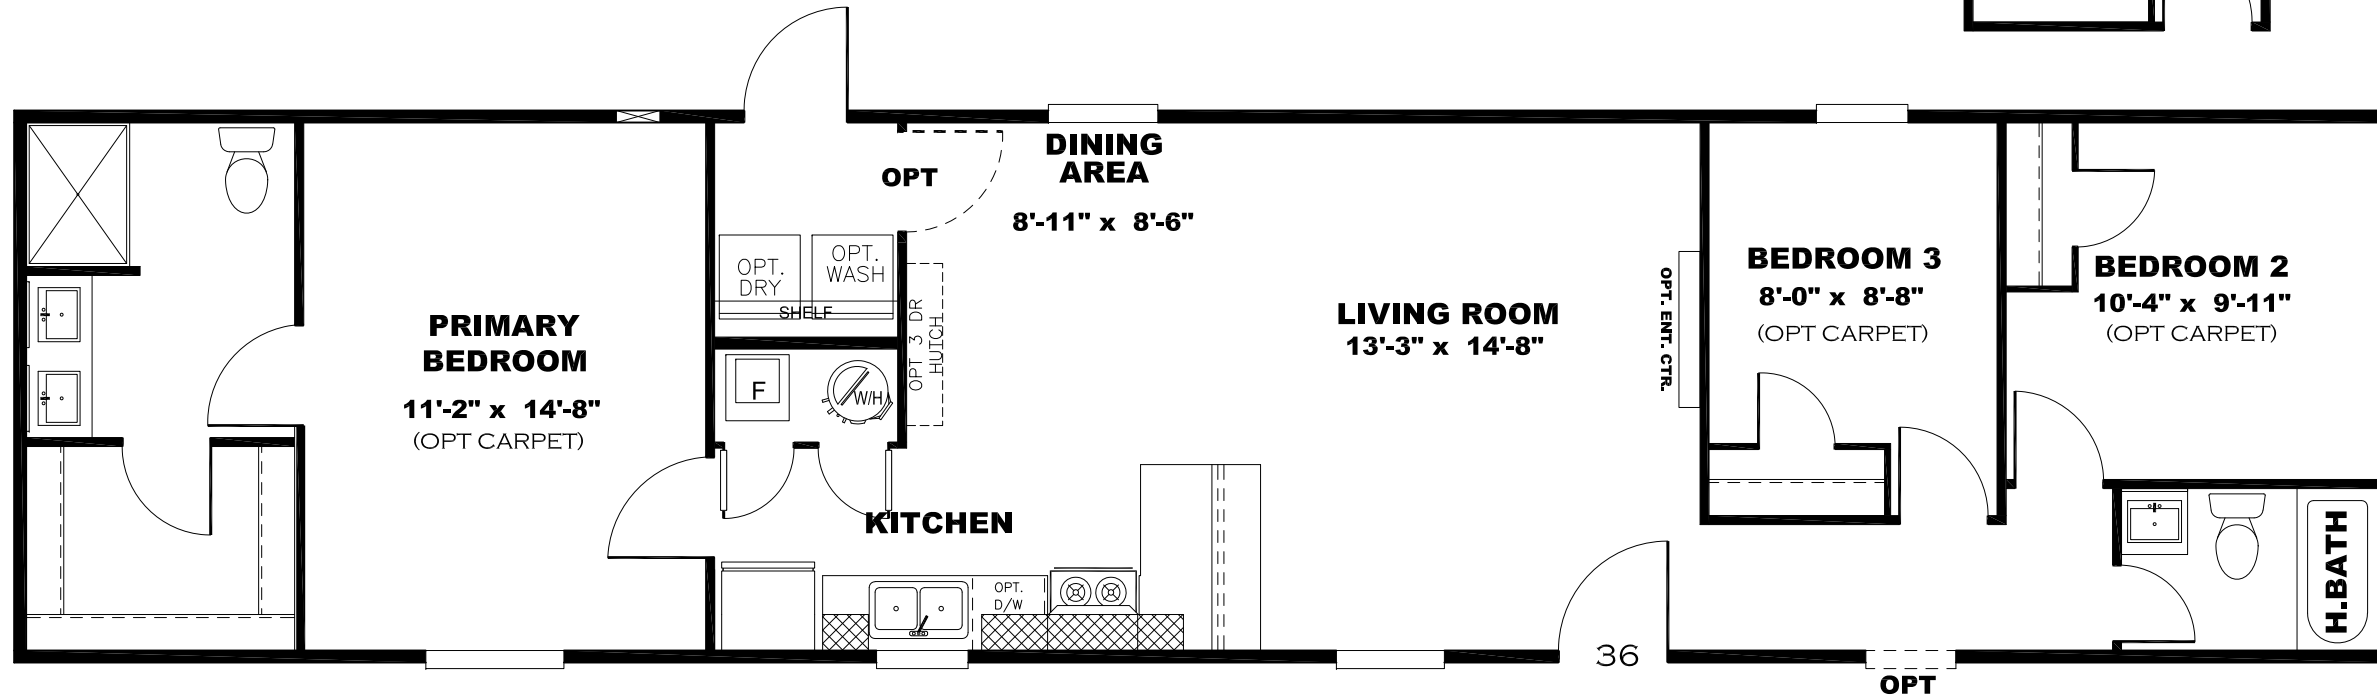 OPT
DINING
AREA
8'-11" x 8'-6"
OPT.
DRY
OPT.
WASH
SHELF
OPT 3 DR
HUICH
F
W/H
PRIMARY
BEDROOM
11'-2" x 14'-8"
(OPT CARPET)
KITCHEN
OPT.
D/W
LIVING ROOM
13'-3" x 14'-8"
OPT. ENT. CTR.
BEDROOM 3
8'-0" x 8'-8"
(OPT CARPET)
BEDROOM 2
10'-4" x 9'-11"
(OPT CARPET)
H.BATH
36
OPT